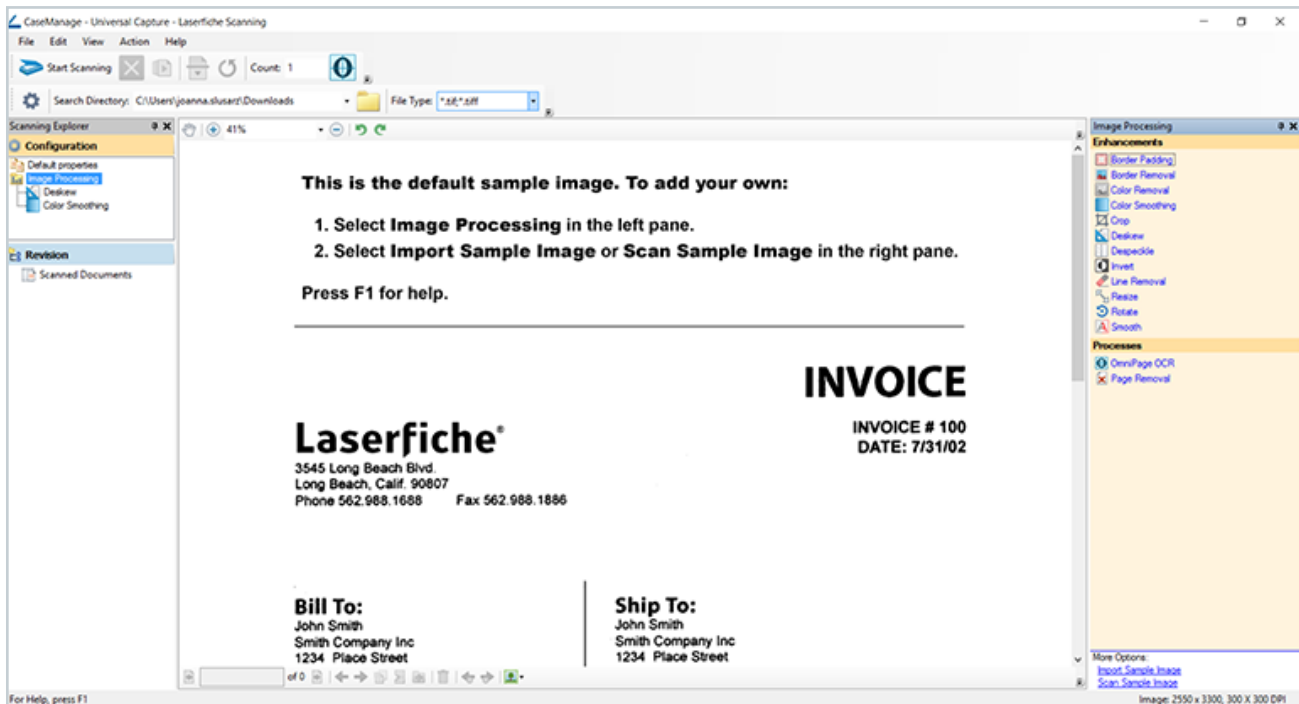 CaseManage - Universal Capture - Laserfiche Scanning
File Edit View Action Help
Start Scanning Count: 1
Search Directory: C:\Users\joanna.slusarz\Downloads File Type: *.tif;*.tiff
Scanning Explorer
Configuration
Default properties
Image Processing
Deskew
Color Smoothing
Revision
Scanned Documents
41%
This is the default sample image. To add your own:
1. Select Image Processing in the left pane.
2. Select Import Sample Image or Scan Sample Image in the right pane.
Press F1 for help.
INVOICE
INVOICE # 100
DATE: 7/31/02
Laserfiche®
3545 Long Beach Blvd.
Long Beach, Calif. 90807
Phone 562.988.1688 Fax 562.988.1886
Bill To:
John Smith
Smith Company Inc
1234 Place Street
Ship To:
John Smith
Smith Company Inc
1234 Place Street
of 0
Image Processing
Enhancements
Border Padding
Border Removal
Color Removal
Color Smoothing
Crop
Deskew
Despeckle
Invert
Line Removal
Resize
Rotate
Smooth
Processes
OmniPage OCR
Page Removal
More Options:
Import Sample Image
Scan Sample Image
For Help, press F1
Image: 2550 x 3300, 300 X 300 DPI